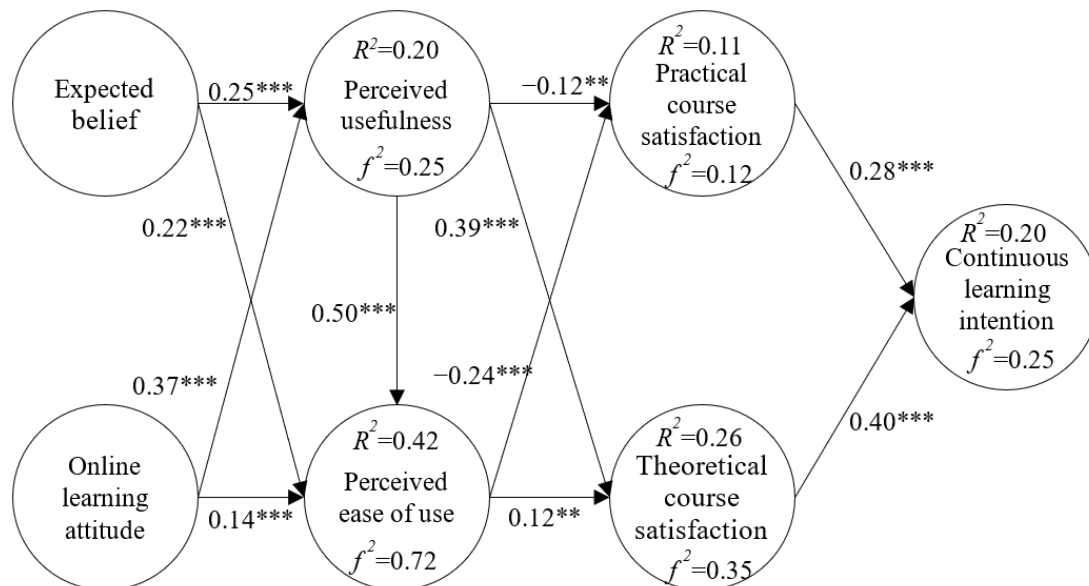 Expected
belief
0.25***
R²=0.20
Perceived
usefulness
f²=0.25
−0.12**
R²=0.11
Practical
course
satisfaction
f²=0.12
0.28***
0.22***
0.39***
R²=0.20
Continuous
learning
intention
f²=0.25
0.50***
0.37***
−0.24***
0.40***
Online
learning
attitude
0.14***
R²=0.42
Perceived
ease of use
f²=0.72
0.12**
R²=0.26
Theoretical
course
satisfaction
f²=0.35